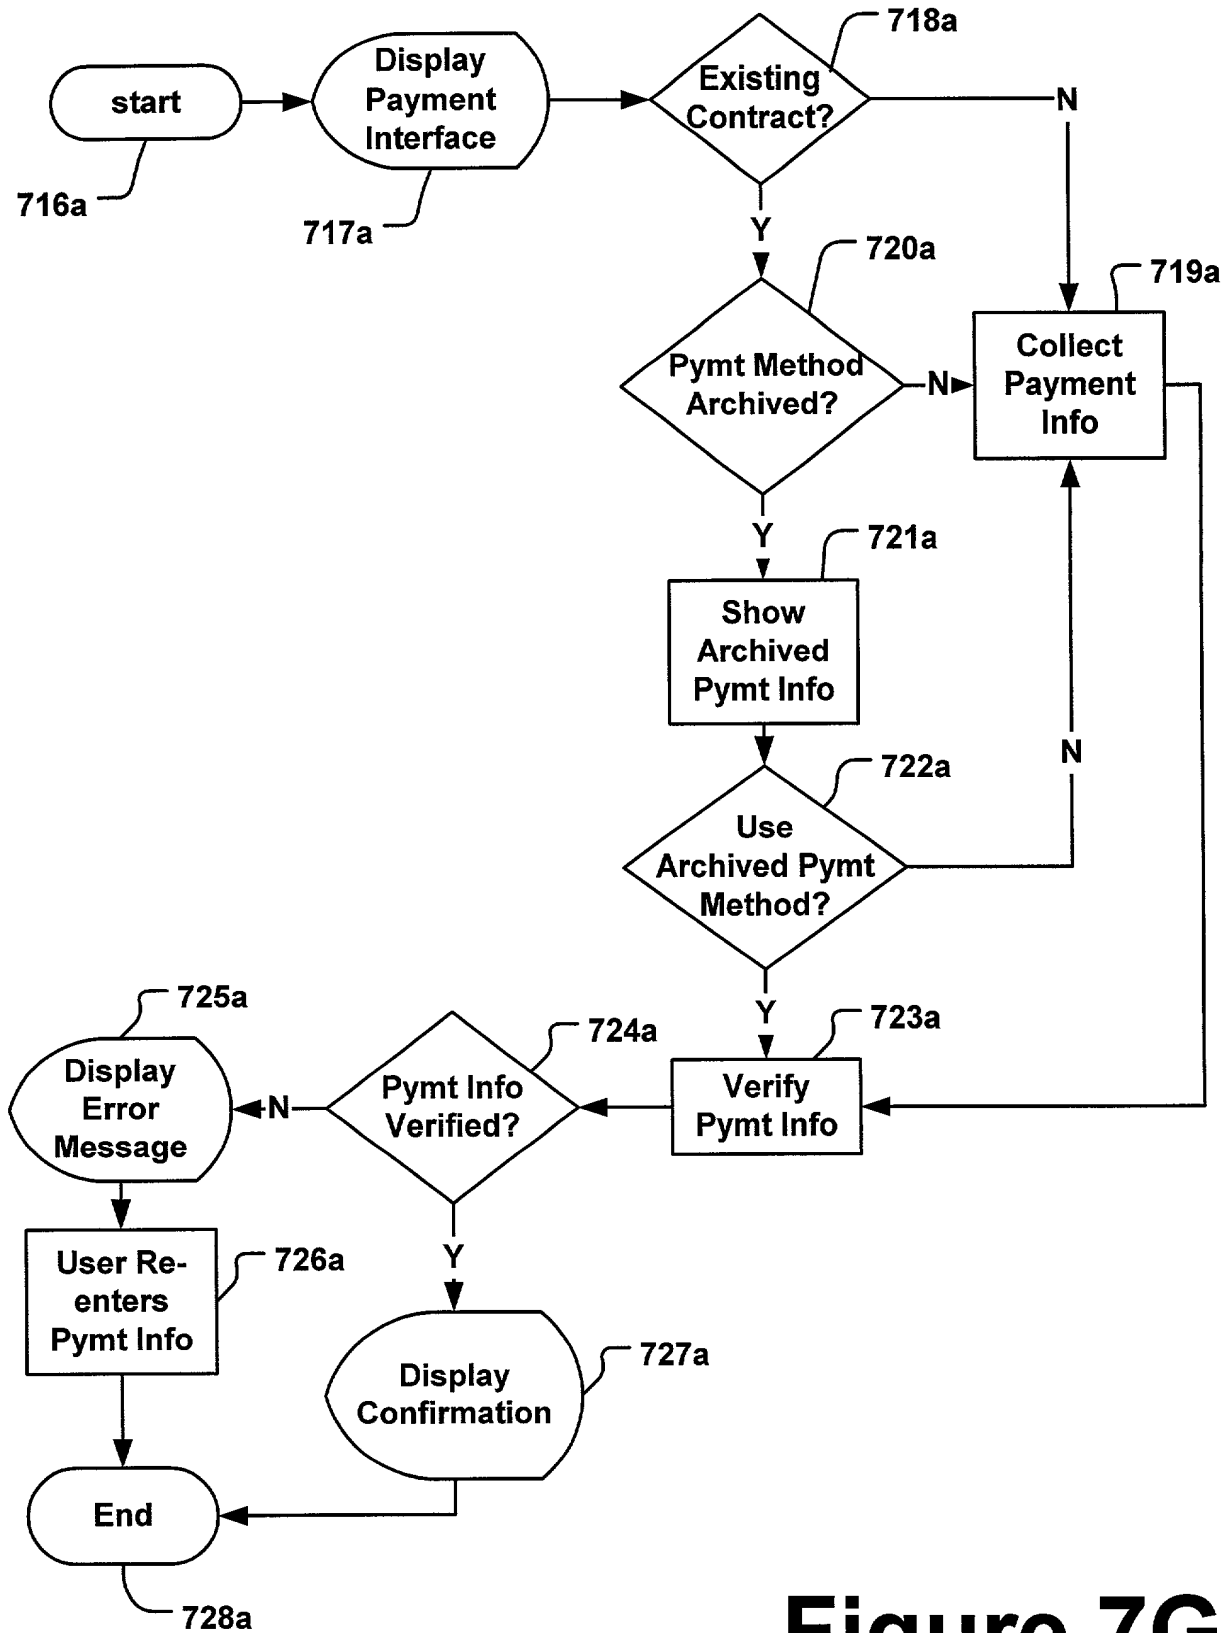 718a
start
Display
Payment
Interface
Existing
Contract?
N
716a
717a
Y
720a
719a
Pymt Method
Archived?
N
Collect
Payment
Info
Y
721a
Show
Archived
Pymt Info
N
722a
Use
Archived Pymt
Method?
Y
725a
724a
723a
Display
Error
Message
N
Pymt Info
Verified?
Verify
Pymt Info
User Re-
enters
Pymt Info
726a
Y
727a
Display
Confirmation
End
728a
Figure 7G